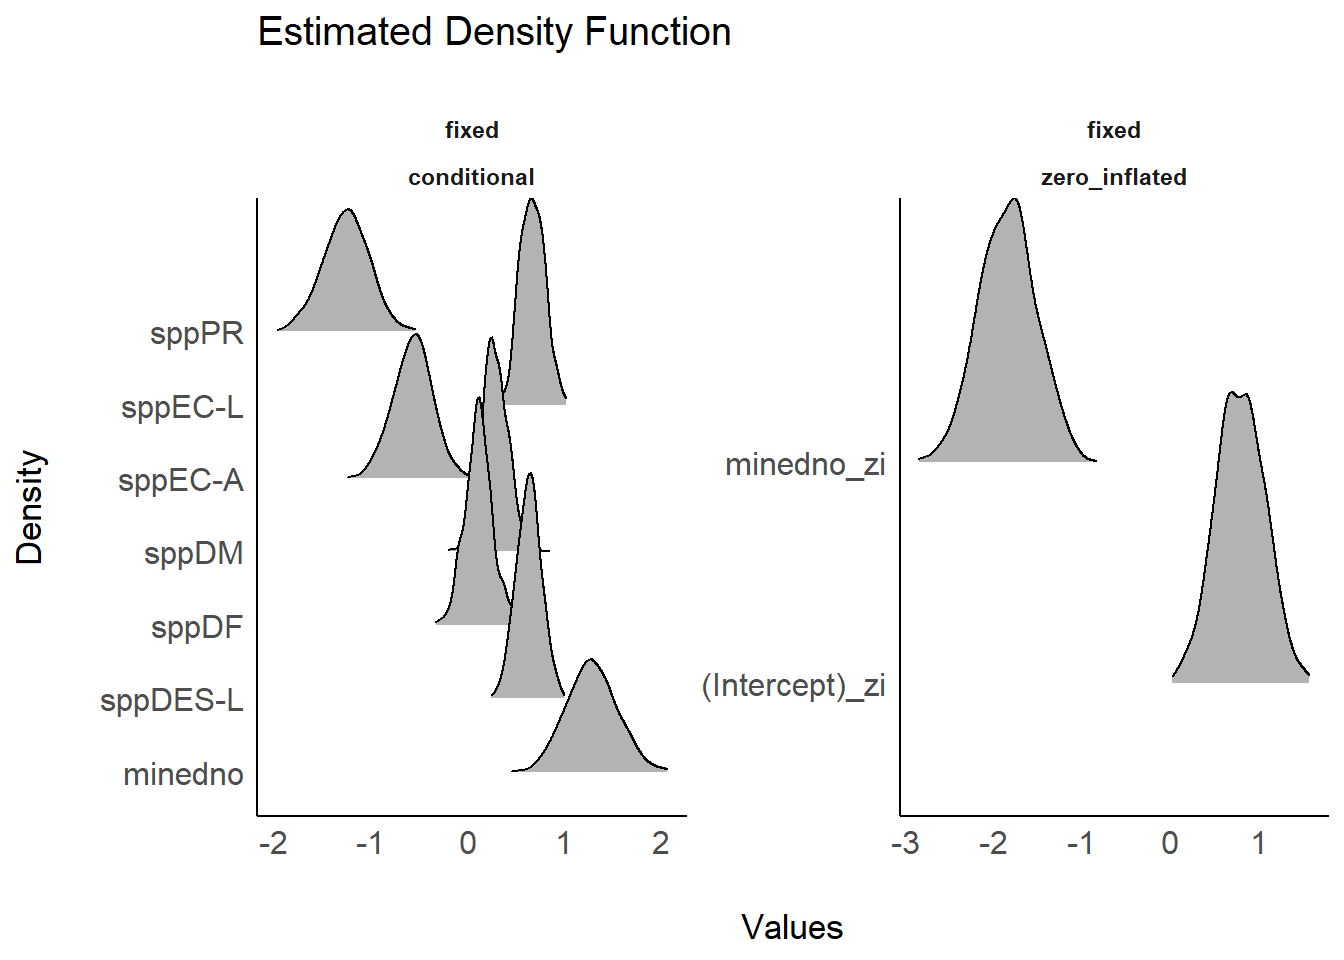 Estimated Density Function
fixed
conditional
fixed
zero_inflated
Density
sppPR
sppEC-L
sppEC-A
sppDM
sppDF
sppDES-L
minedno
-2 -1 0 1 2
minedno_zi
(Intercept)_zi
-3 -2 -1 0 1
Values